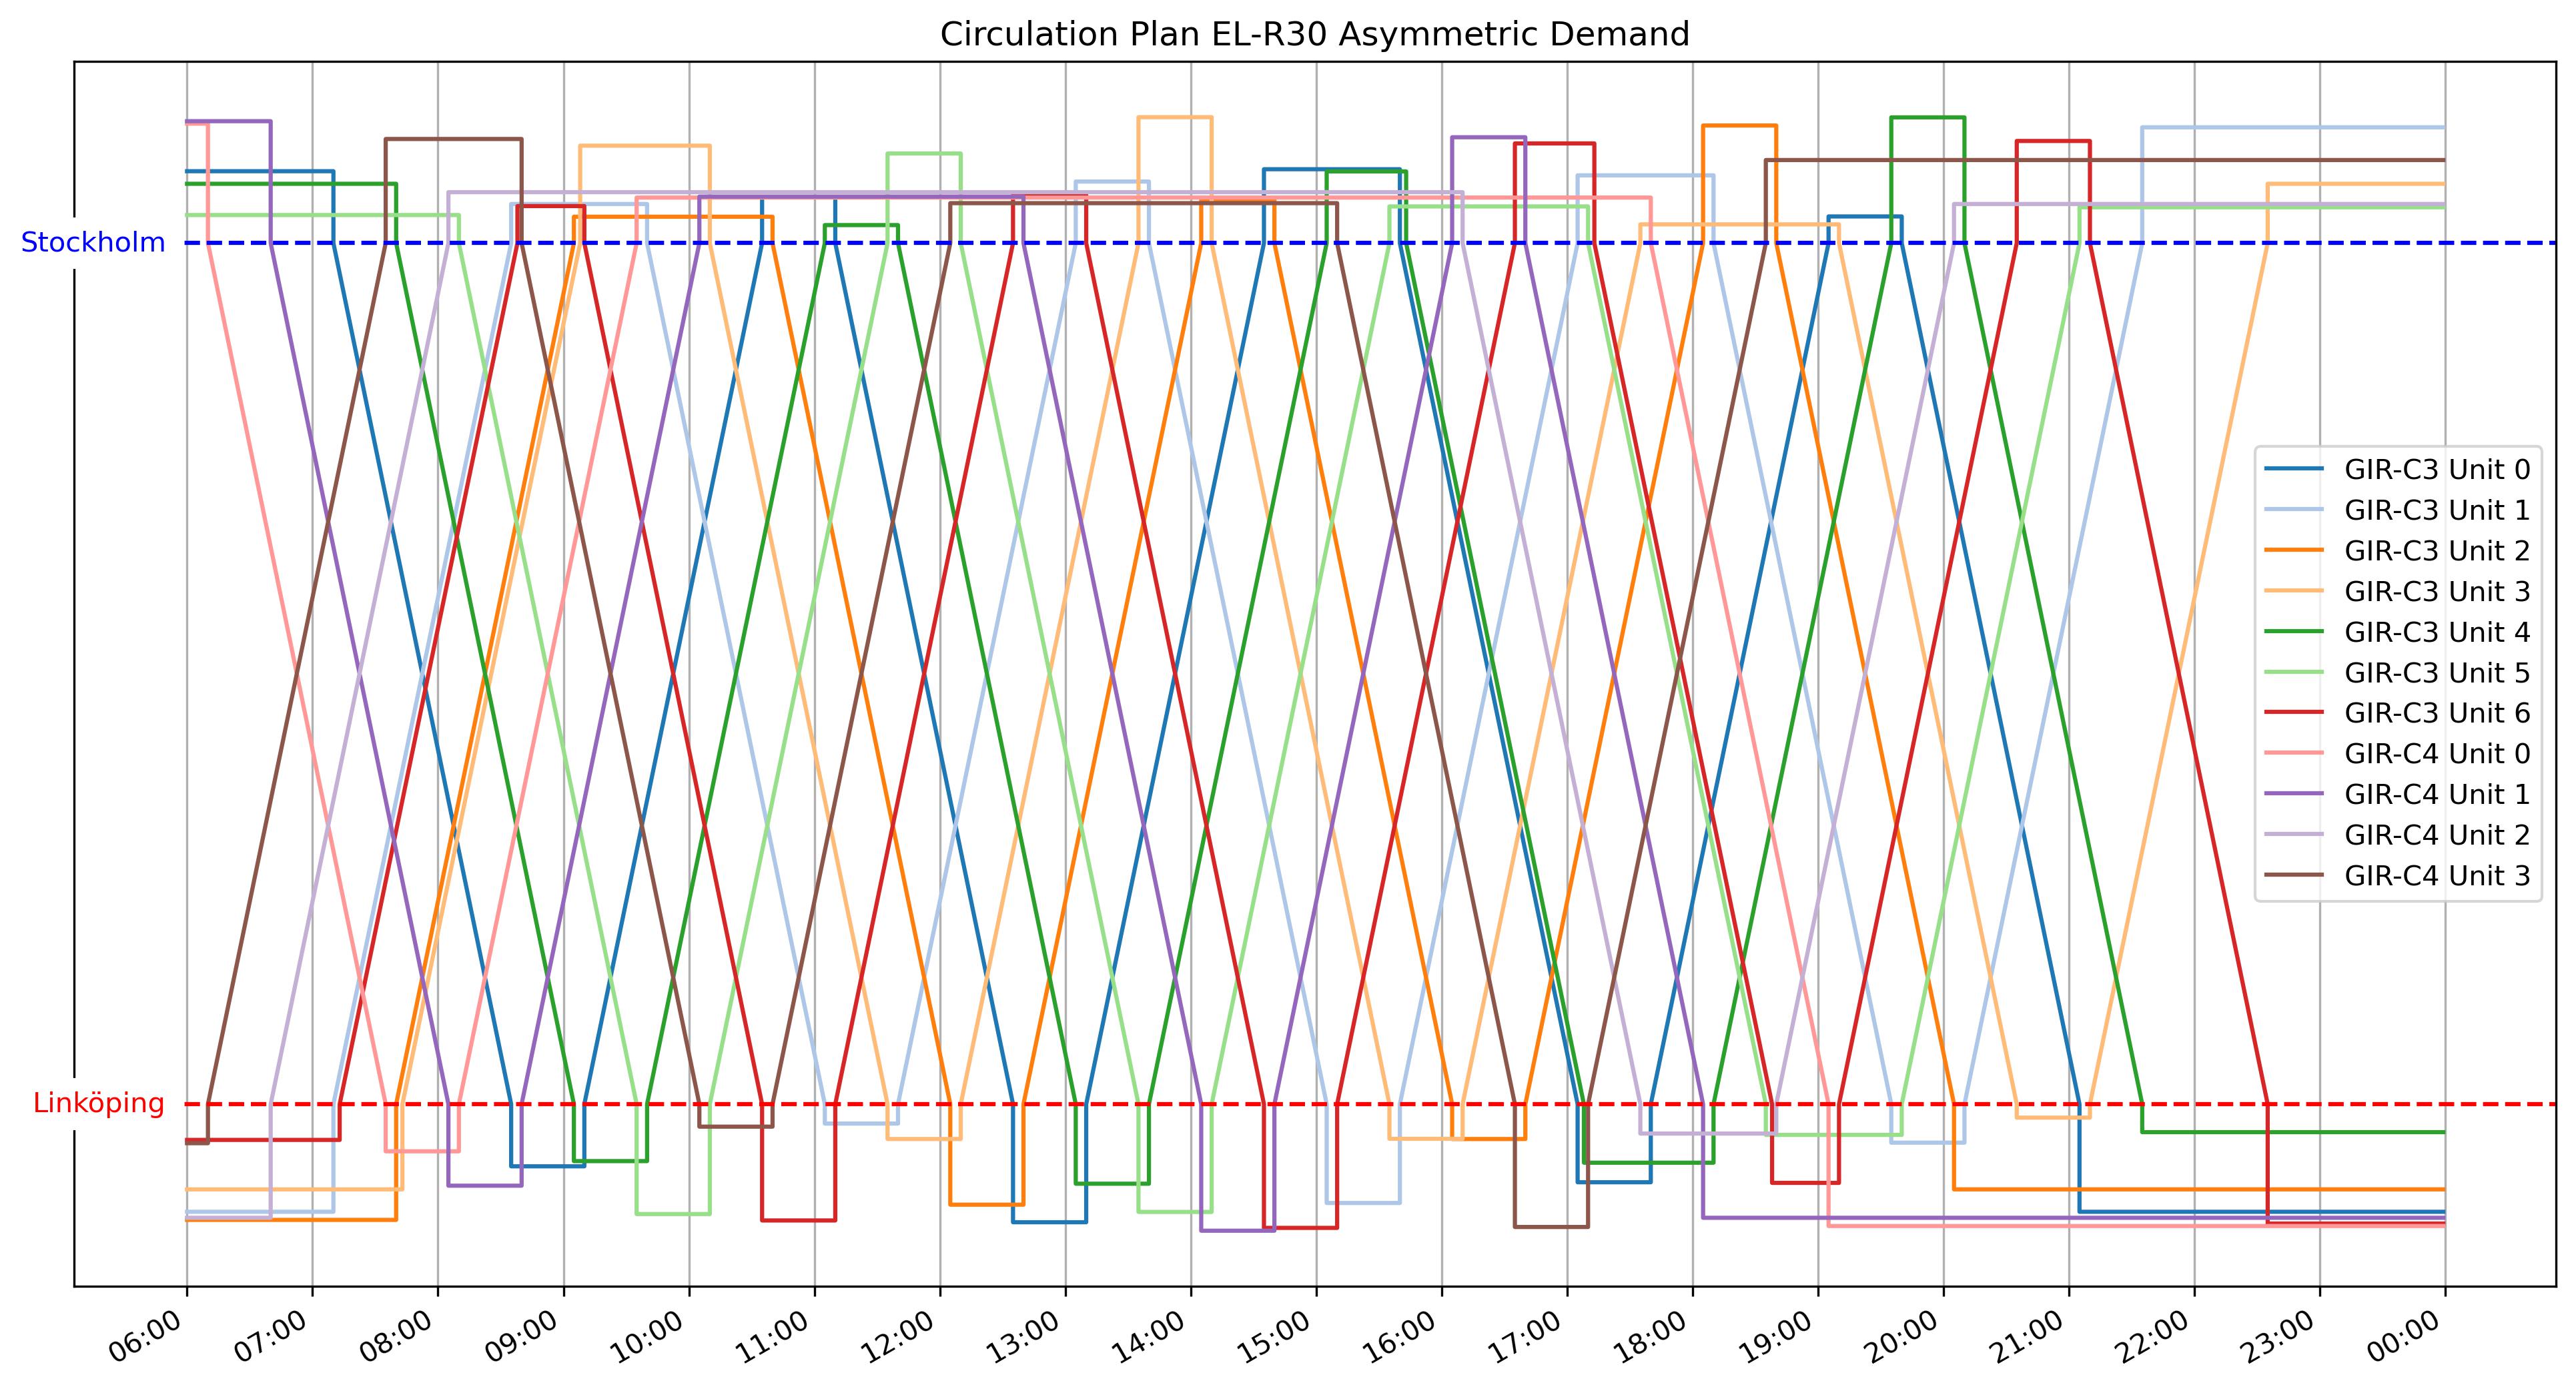 Circulation Plan EL-R30 Asymmetric Demand
Stockholm
Linköping
GIR-C3 Unit 0
GIR-C3 Unit 1
GIR-C3 Unit 2
GIR-C3 Unit 3
GIR-C3 Unit 4
GIR-C3 Unit 5
GIR-C3 Unit 6
GIR-C4 Unit 0
GIR-C4 Unit 1
GIR-C4 Unit 2
GIR-C4 Unit 3
06:00 07:00 08:00 09:00 10:00 11:00 12:00 13:00 14:00 15:00 16:00 17:00 18:00 19:00 20:00 21:00 22:00 23:00 00:00